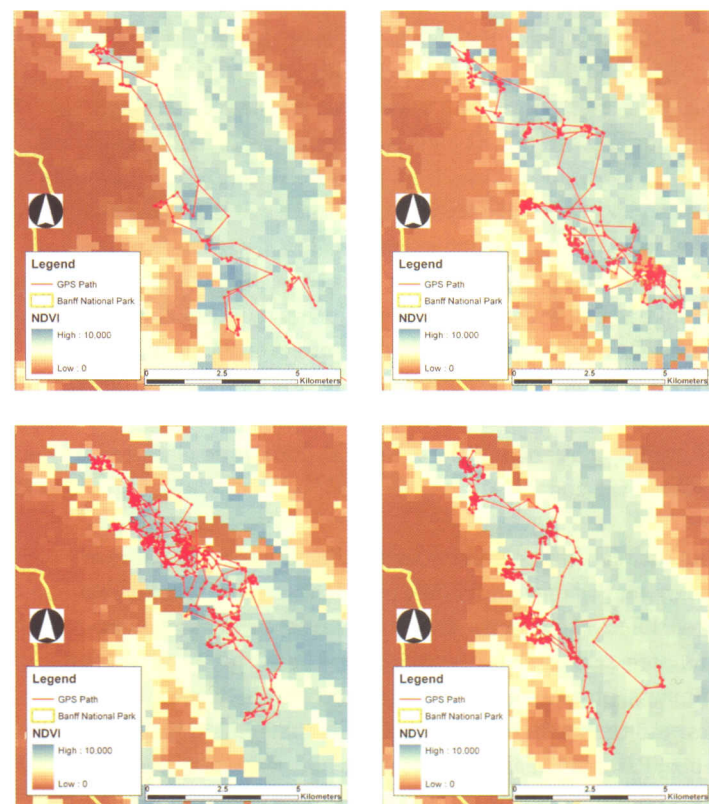 Legend
GPS Path
Banff National Park
NDVI
High : 10,000
Low : 0
0 2.5 5
Kilometers
Legend
GPS Path
Banff National Park
NDVI
High : 10,000
Low : 0
0 2.5 5
Kilometers
Legend
GPS Path
Banff National Park
NDVI
High : 10,000
Low : 0
0 2.5 5
Kilometers
Legend
GPS Path
Banff National Park
NDVI
High : 10,000
Low : 0
0 2.5 5
Kilometers